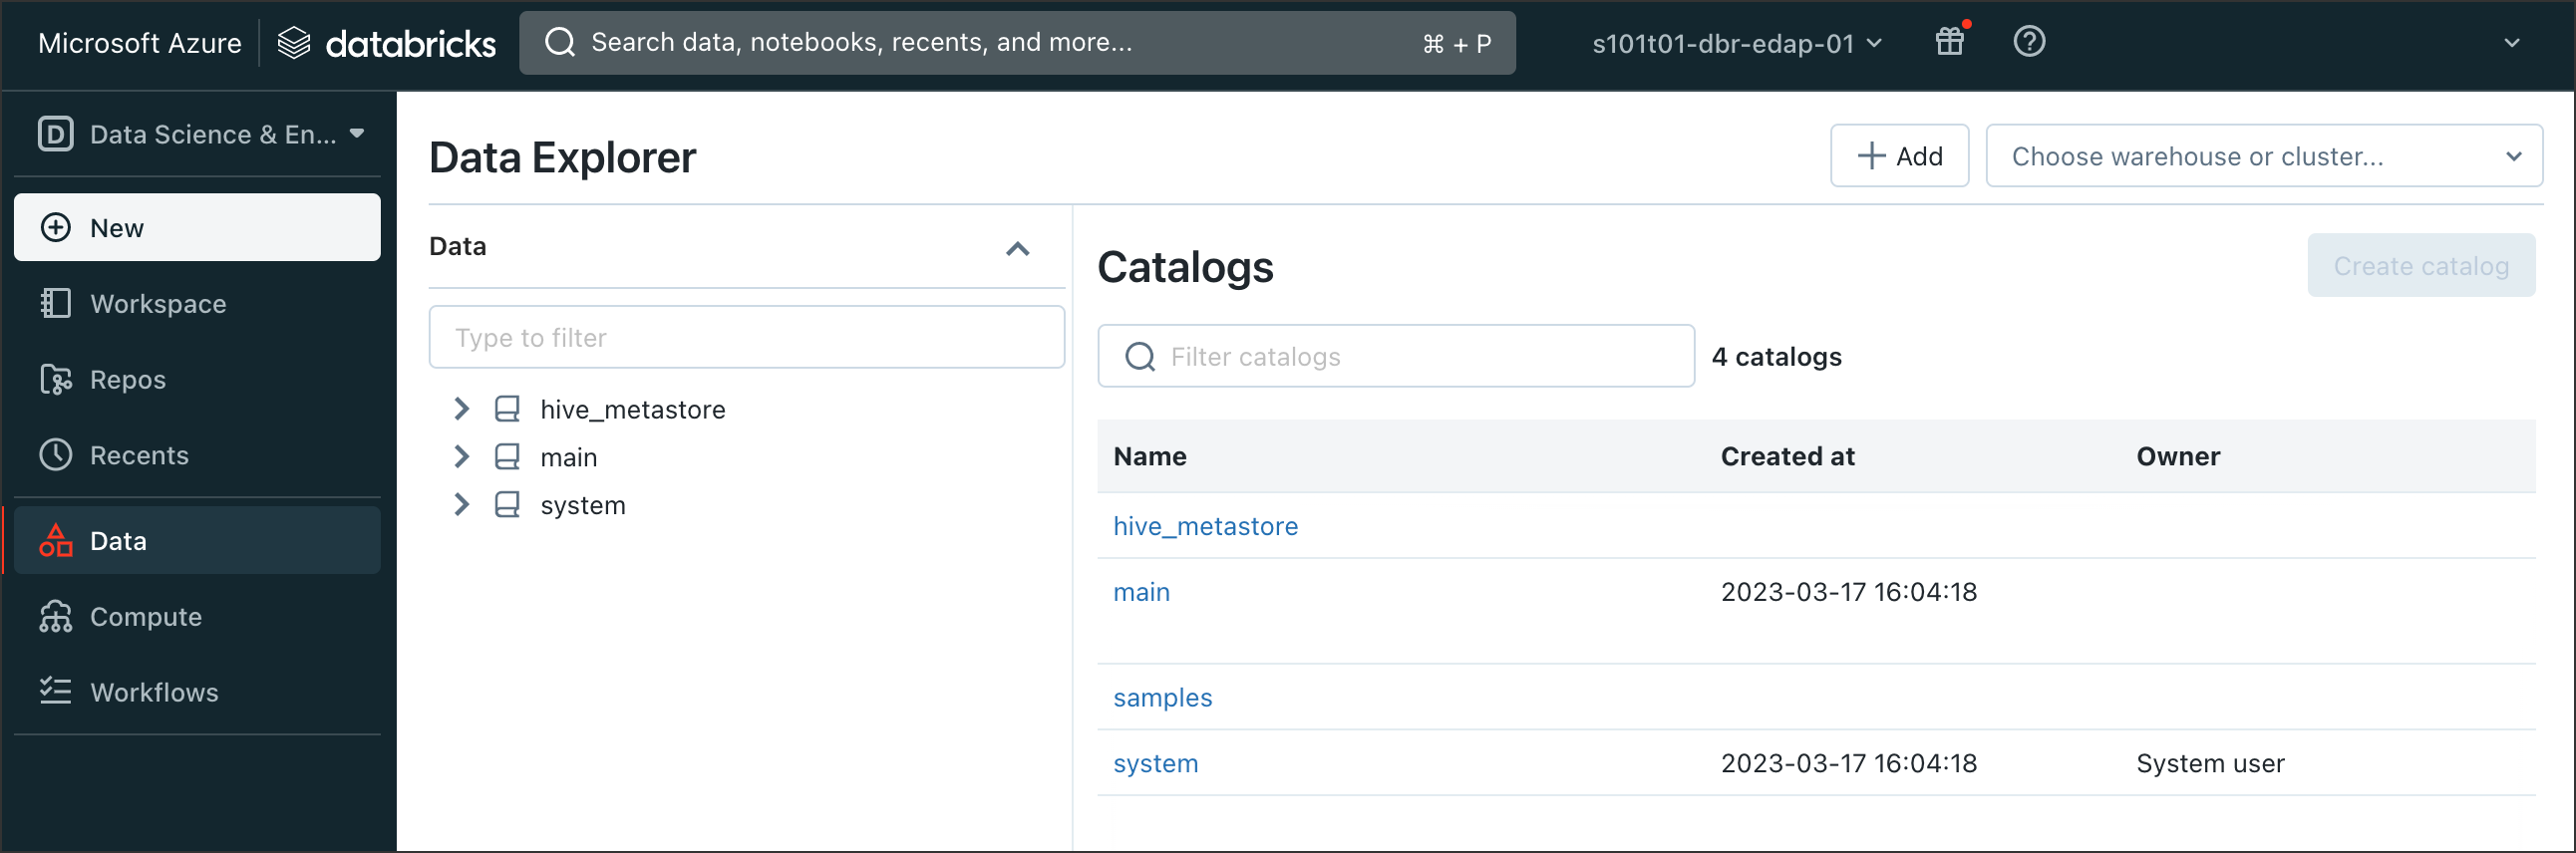 Microsoft Azure
databricks
Search data, notebooks, recents, and more...
⌘ + P
s101t01-dbr-edap-01
D
Data Science & En...
New
Workspace
Repos
Recents
Data
Compute
Workflows
Data Explorer
Add
Choose warehouse or cluster...
Data
Type to filter
hive_metastore
main
system
Catalogs
Create catalog
Filter catalogs
4 catalogs
Name Created at Owner
hive_metastore
main 2023-03-17 16:04:18
samples
system 2023-03-17 16:04:18 System user